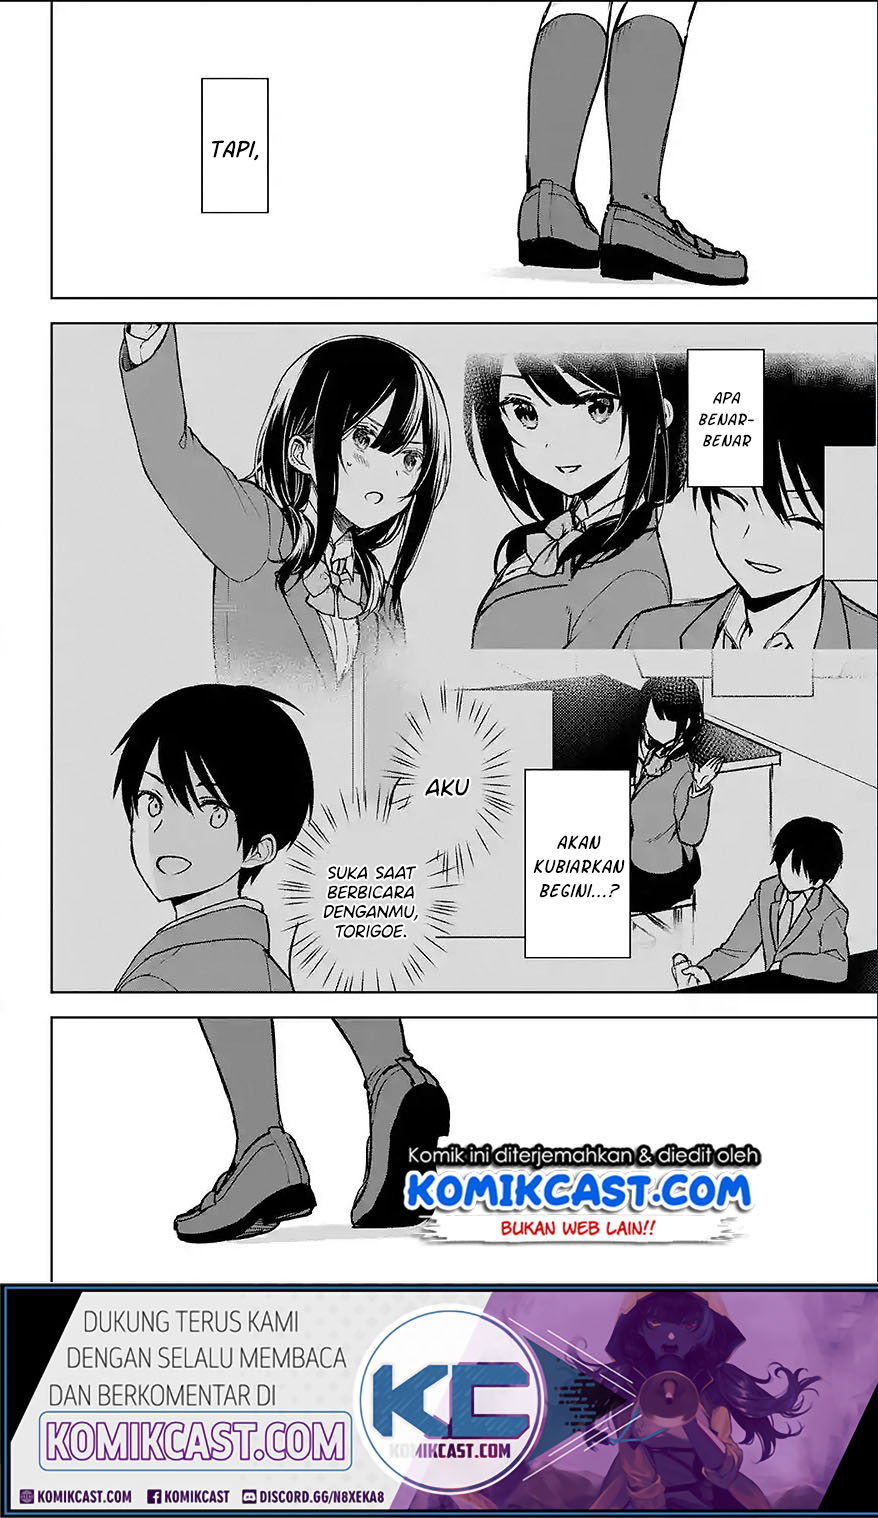 TAPI,
APA
BENAR-
BENAR
AKU
SUKA SAAT
BERBICARA
DENGANMU,
TORIGOE.
AKAN
KUBIARKAN
BEGINI...?
Komik ini diterjemahkan & diedit oleh
KOMIKCAST.COM
BUKAN WEB LAIN!!
DUKUNG TERUS KAMI
DENGAN SELALU MEMBACA
DAN BERKOMENTAR DI
KOMIKCAST.COM
KC
KOMIKCAST.COM
KOMIKCAST.COM KOMIKCAST DISCORD.GG/N8XEKA8